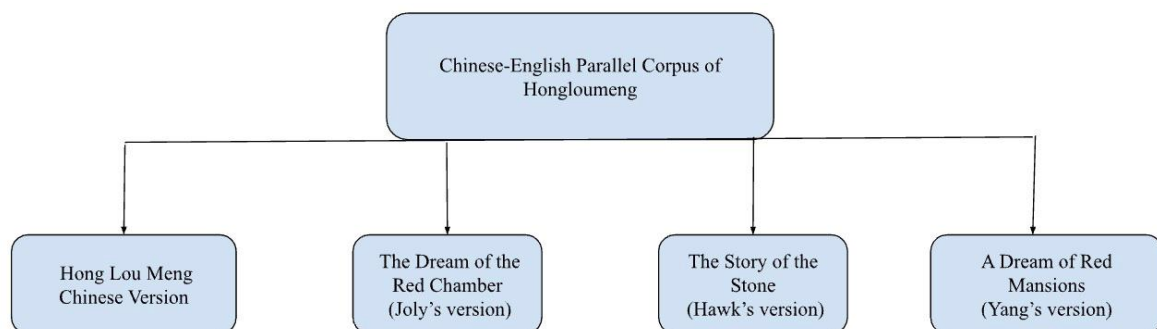 Chinese-English Parallel Corpus of
Hongloumeng
Hong Lou Meng
Chinese Version
The Dream of the
Red Chamber
(Joly's version)
The Story of the
Stone
(Hawk's version)
A Dream of Red
Mansions
(Yang's version)